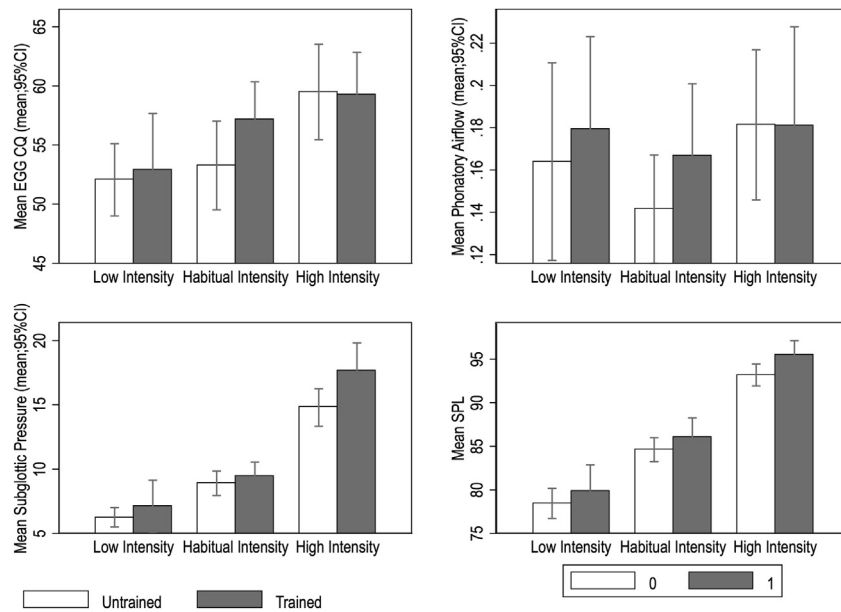 Mean EGG CQ (mean;95%CI)
65
60
55
50
45
Low Intensity Habitual Intensity High Intensity
Mean Phonatory Airflow (mean;95%CI)
.22
.2
.18
.16
.14
.12
Low Intensity Habitual Intensity High Intensity
Mean Subglottic Pressure (mean;95%CI)
20
15
10
5
Low Intensity Habitual Intensity High Intensity
Mean SPL
95
90
85
80
75
Low Intensity Habitual Intensity High Intensity
Untrained Trained
0 1